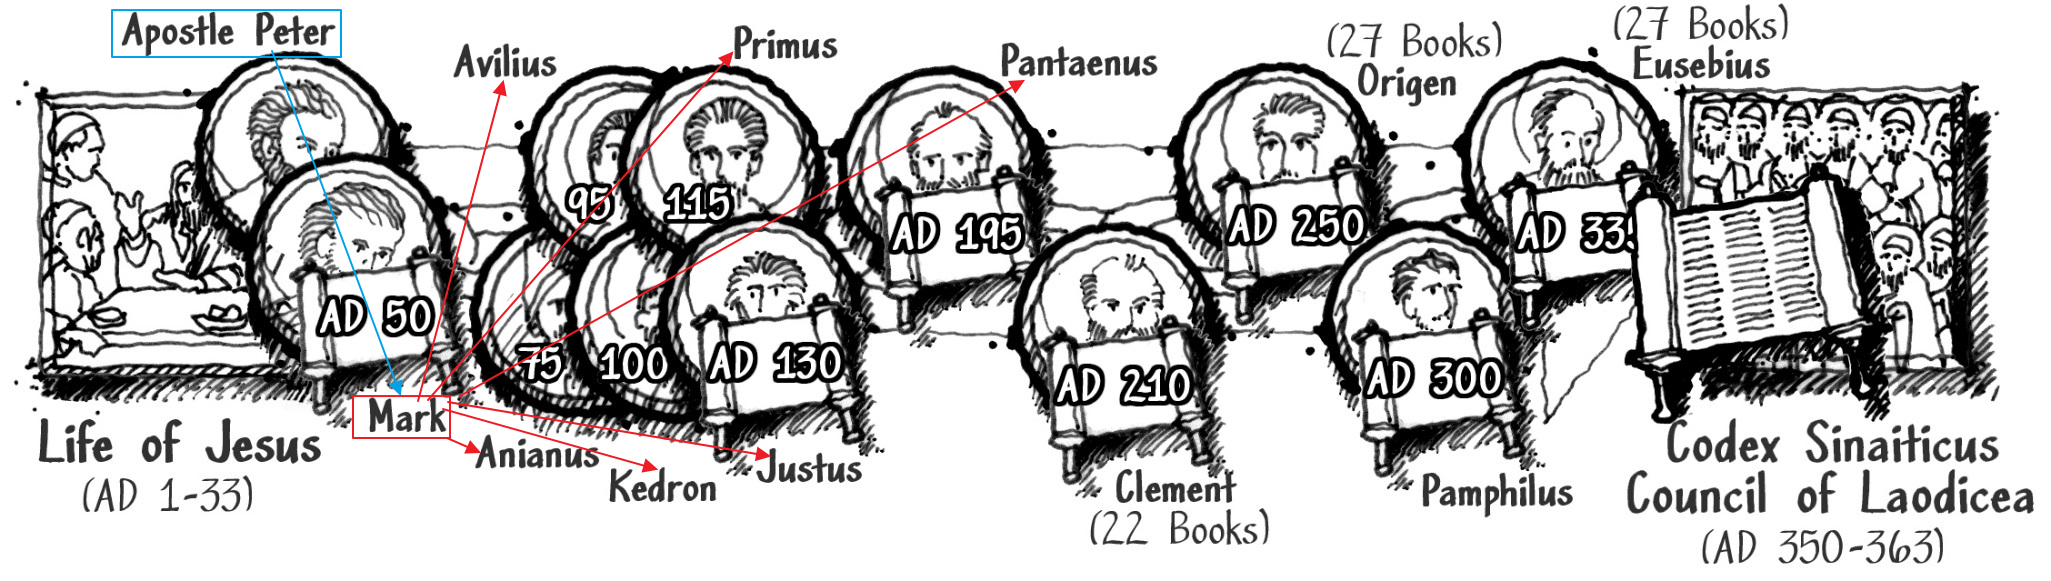 Apostle Peter
Avilius
Primus
Pantaenus
(27 Books)
Origen
(27 Books)
Eusebius
95
115
AD 195
AD 250
AD 335
AD 50
75
100
AD 130
AD 210
AD 300
Mark
Life of Jesus
(AD 1-33)
Anianus
Kedron
Justus
Clement
(22 Books)
Pamphilus
Codex Sinaiticus
Council of Laodicea
(AD 350-363)